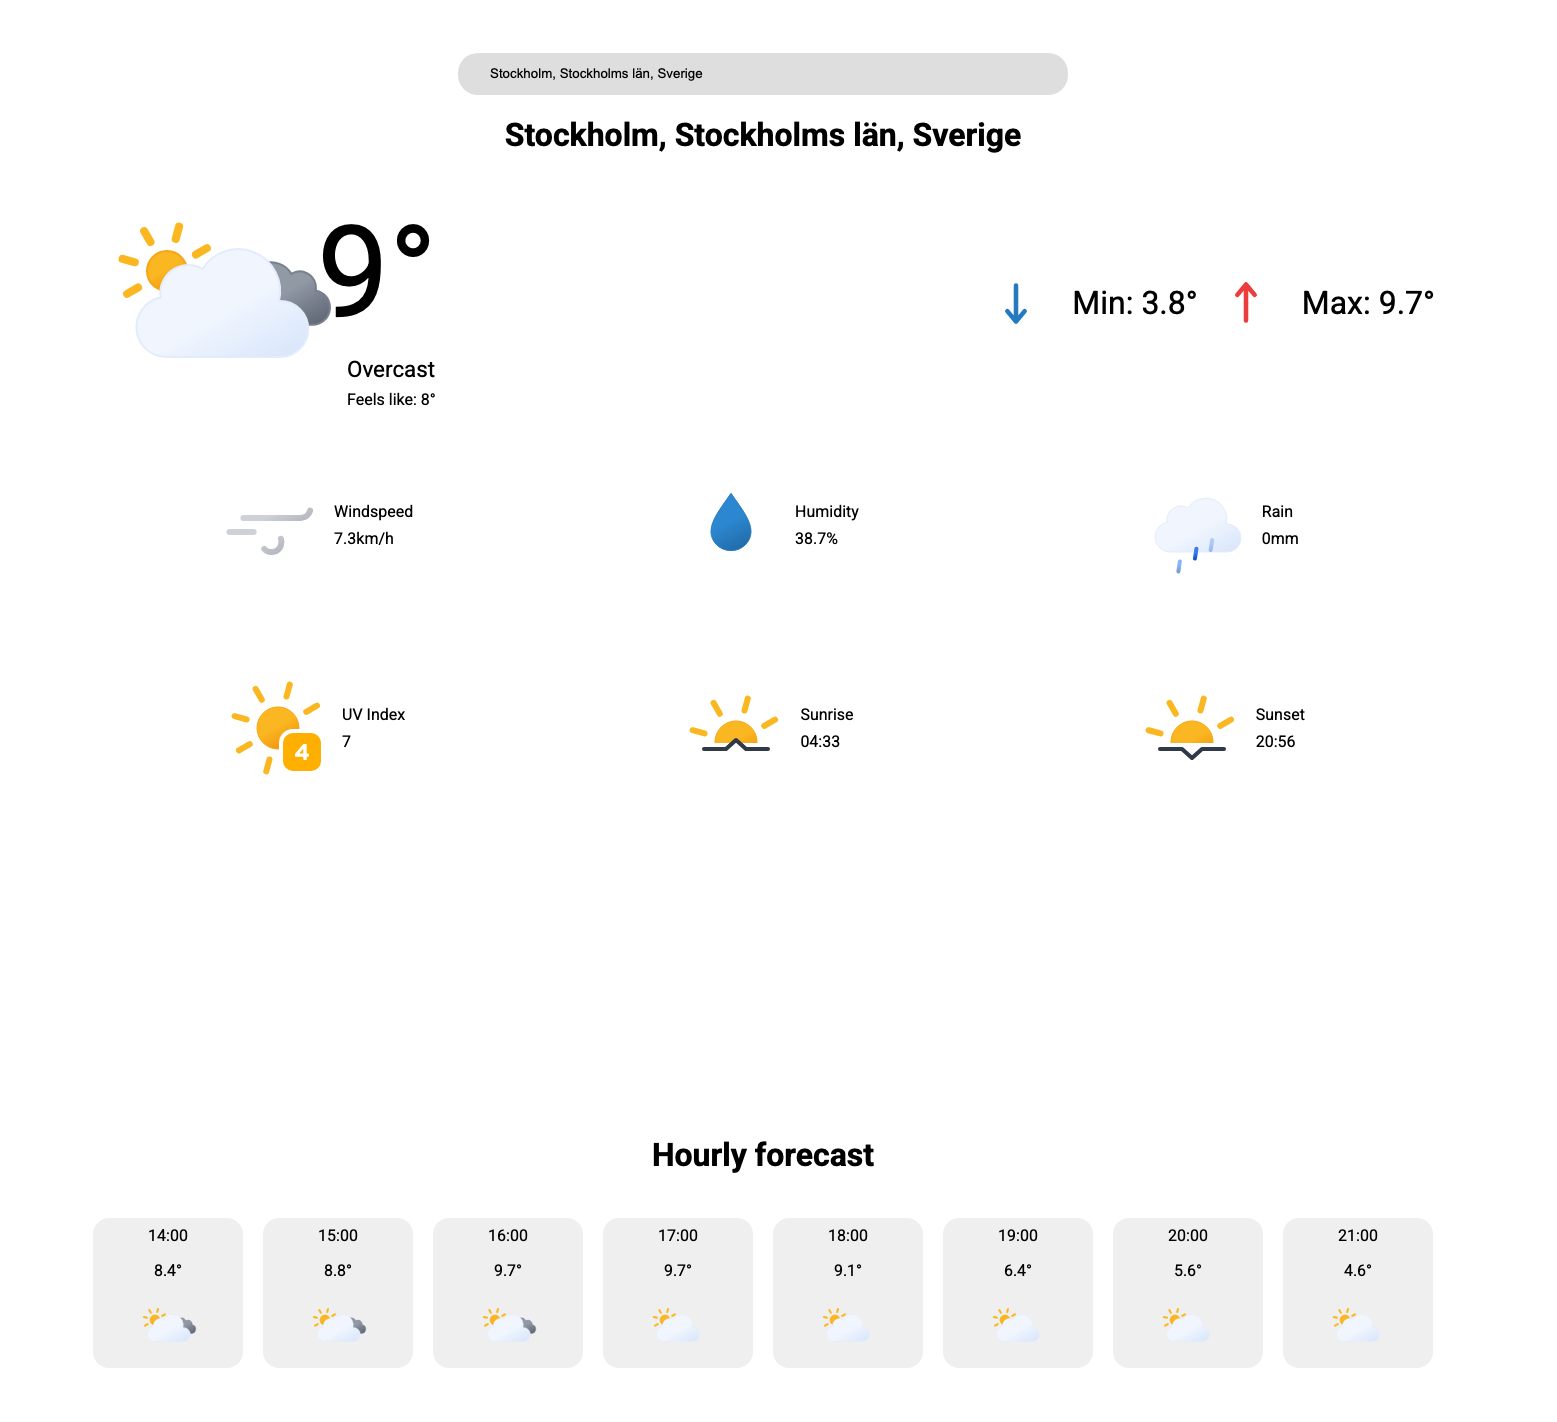 Stockholm, Stockholms län, Sverige
Stockholm, Stockholms län, Sverige
9°
Overcast
Feels like: 8°
Min: 3.8°
Max: 9.7°
Windspeed
7.3km/h
Humidity
38.7%
Rain
0mm
4
UV Index
7
Sunrise
04:33
Sunset
20:56
Hourly forecast
14:00
8.4°
15:00
8.8°
16:00
9.7°
17:00
9.7°
18:00
9.1°
19:00
6.4°
20:00
5.6°
21:00
4.6°